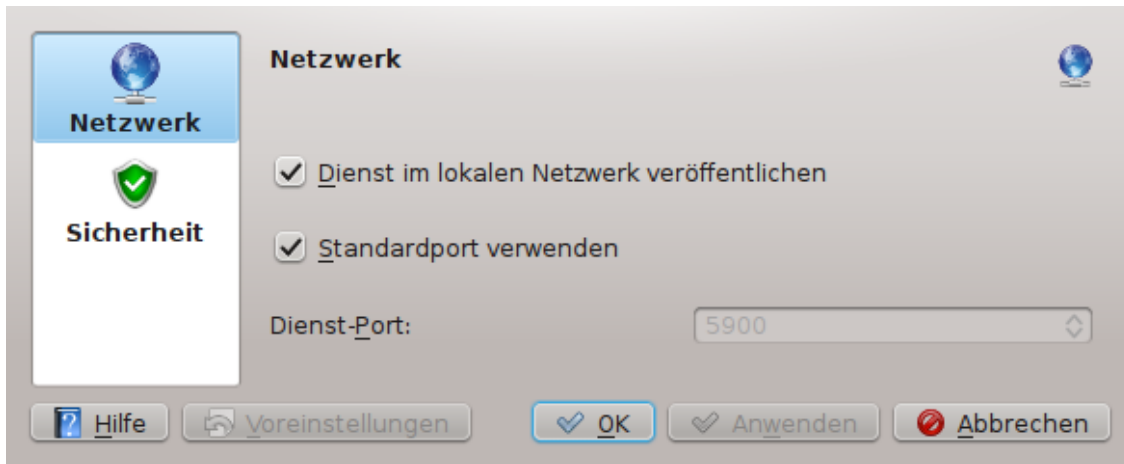 Netzwerk
Sicherheit
Netzwerk
Dienst im lokalen Netzwerk veröffentlichen
Standardport verwenden
Dienst-Port: 5900
Hilfe Voreinstellungen OK Anwenden Abbrechen